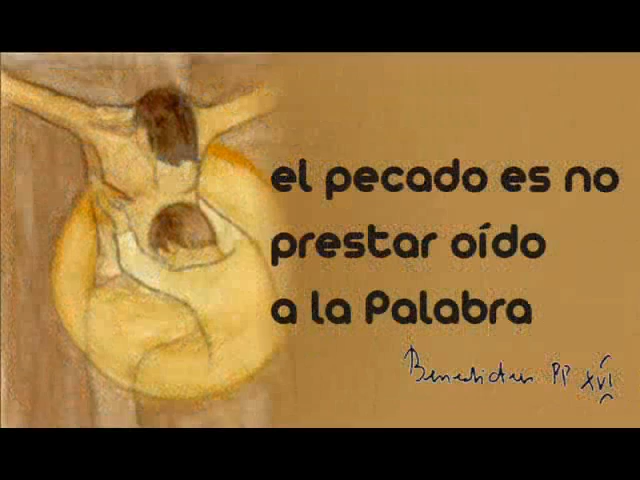 el pecado es no
prestar oído
a la Palabra
Benedictus PP XVI